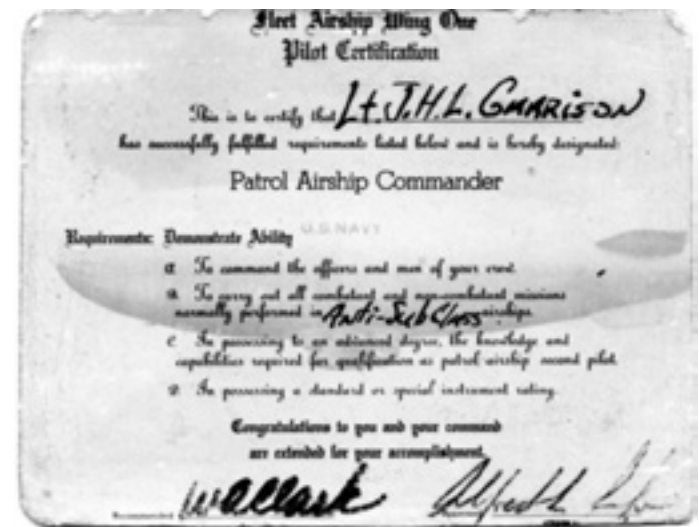 Fleet Airship Wing One
Pilot Certification
This is to certify that Lt. J.H.L. GMARISON
has successfully fulfilled requirements listed below and is hereby designated:
Patrol Airship Commander
U.S. NAVY
Requirements: Demonstrate Ability
a. To command the officers and men of your crew.
B. To carry out all combatant and non-combatant missions
normally performed in Anti-Sub Class airships.
C. In possessing to an advanced degree, the knowledge and
capabilities required for qualification as patrol airship second pilot.
D. In possessing a standard or special instrument rating.
Congratulations to you and your command
are extended for your accomplishment.
Recommended W A Clark Alfred